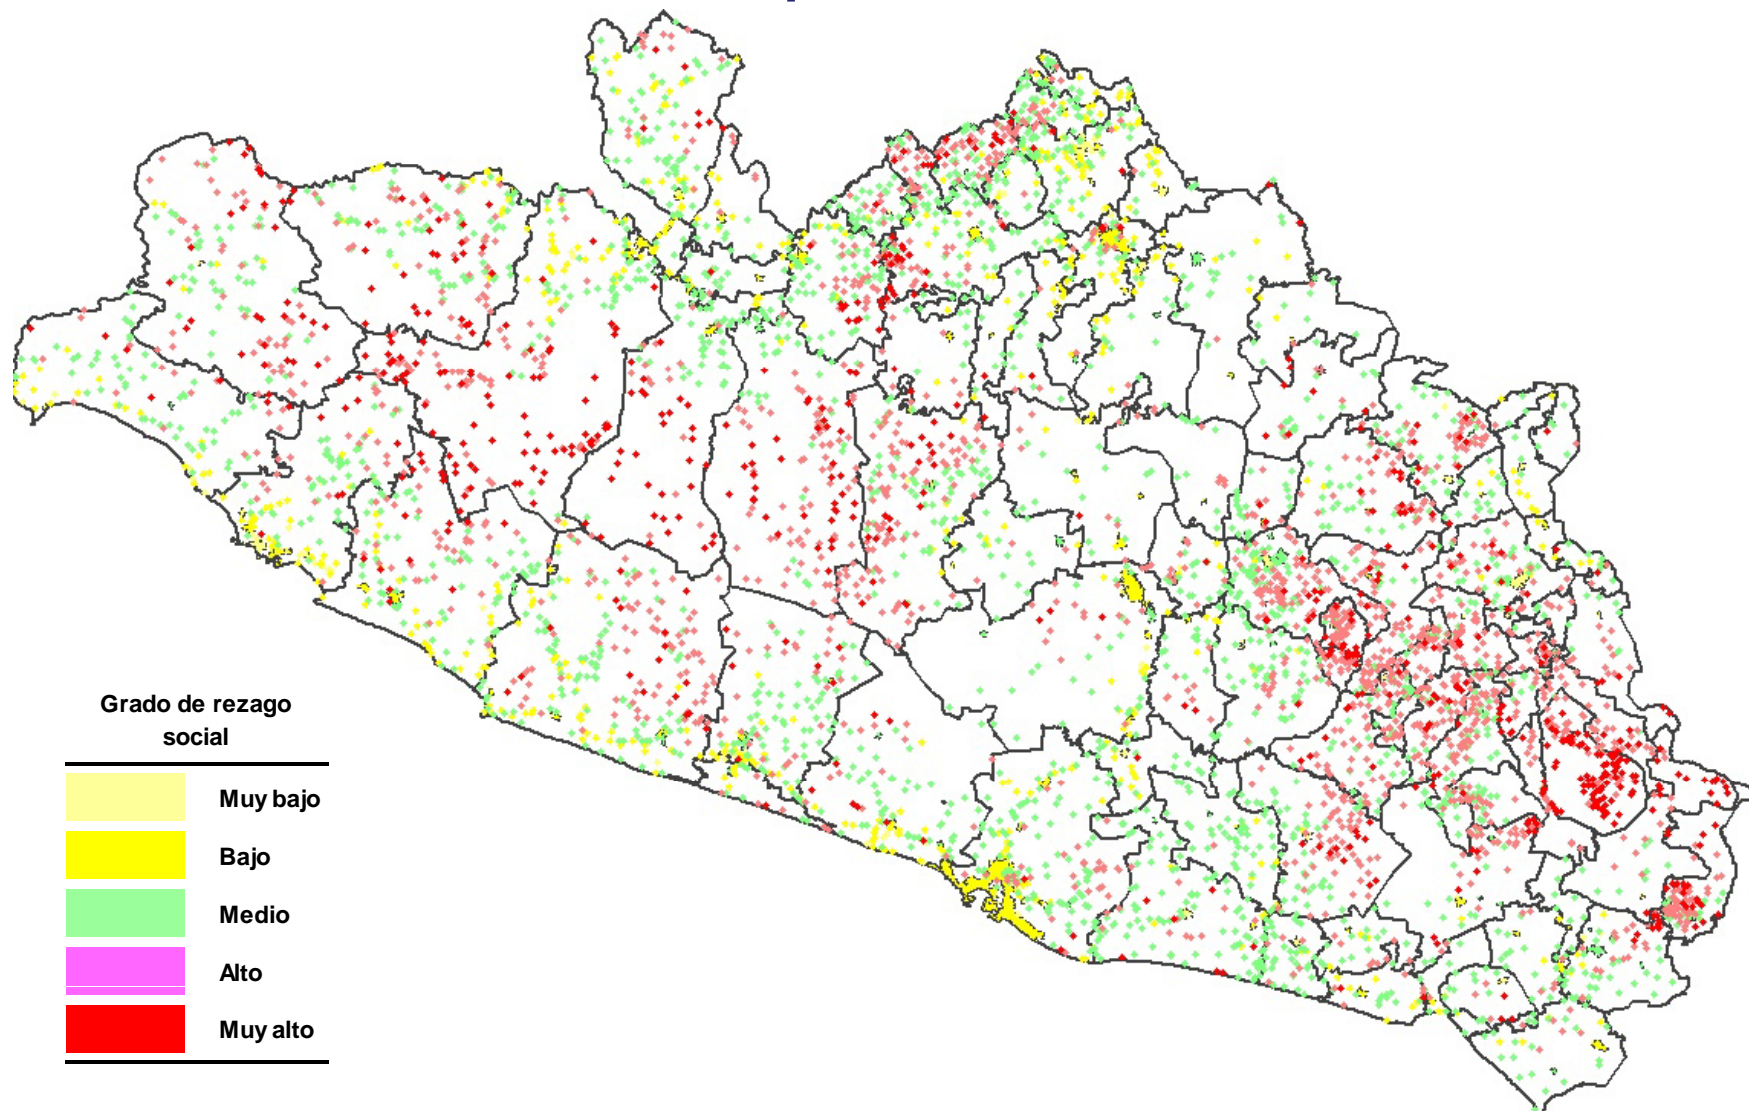 Grado de rezago
social
Muy bajo
Bajo
Medio
Alto
Muy alto